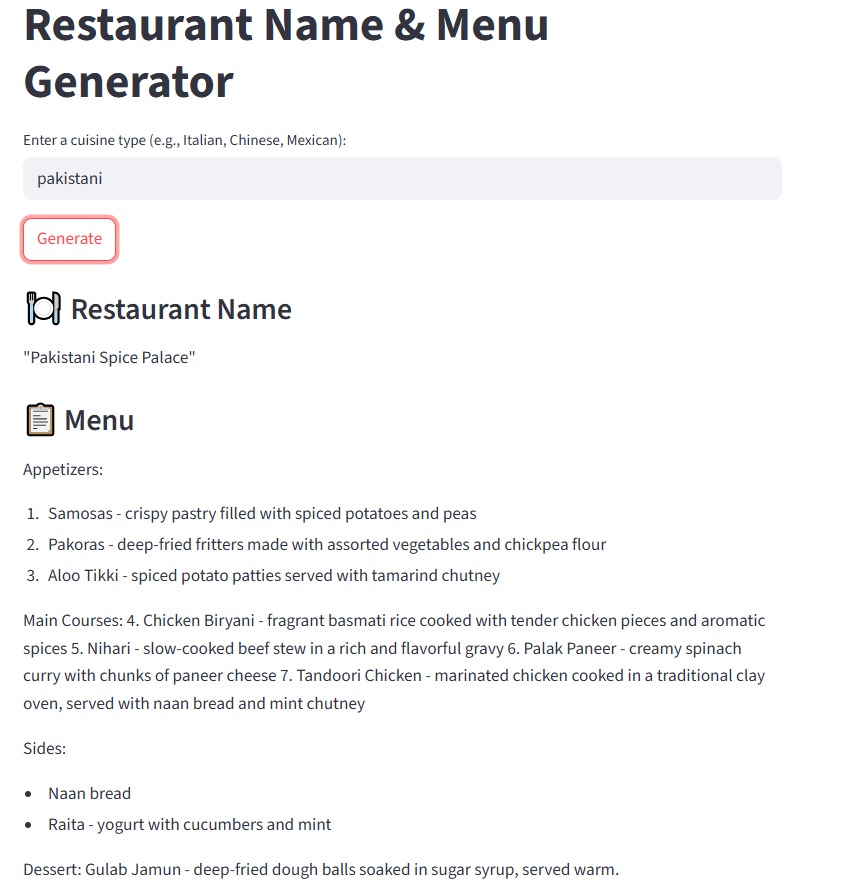 Restaurant Name & Menu
Generator
Enter a cuisine type (e.g., Italian, Chinese, Mexican):
pakistani
Generate
Restaurant Name
"Pakistani Spice Palace"
Menu
Appetizers:
1. Samosas - crispy pastry filled with spiced potatoes and peas
2. Pakoras - deep-fried fritters made with assorted vegetables and chickpea flour
3. Aloo Tikki - spiced potato patties served with tamarind chutney
Main Courses: 4. Chicken Biryani - fragrant basmati rice cooked with tender chicken pieces and aromatic
spices 5. Nihari - slow-cooked beef stew in a rich and flavorful gravy 6. Palak Paneer - creamy spinach
curry with chunks of paneer cheese 7. Tandoori Chicken - marinated chicken cooked in a traditional clay
oven, served with naan bread and mint chutney
Sides:
• Naan bread
• Raita - yogurt with cucumbers and mint
Dessert: Gulab Jamun - deep-fried dough balls soaked in sugar syrup, served warm.